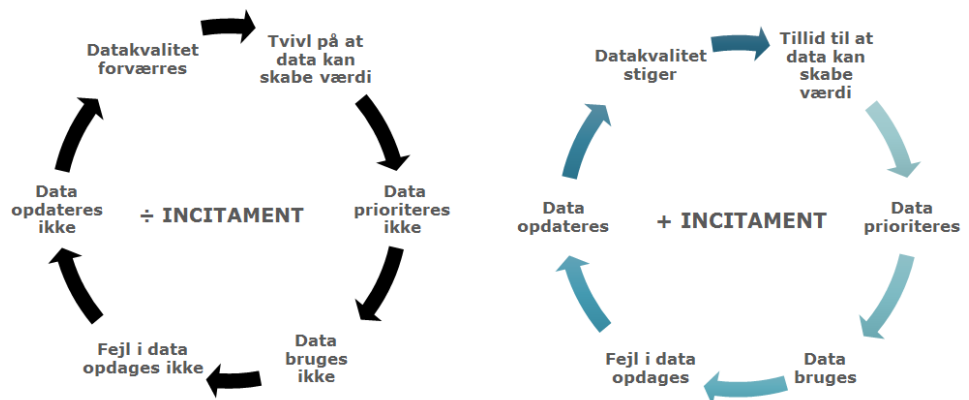 Datakvalitet
forværres
Tvivl på at
data kan
skabe værdi
Data
prioriteres
ikke
Data
bruges
ikke
Fejl i data
opdages ikke
Data
opdateres
ikke
÷ INCITAMENT
Datakvalitet
stiger
Tillid til at
data kan
skabe
værdi
Data
prioriteres
Data
bruges
Fejl i data
opdages
Data
opdateres
+ INCITAMENT